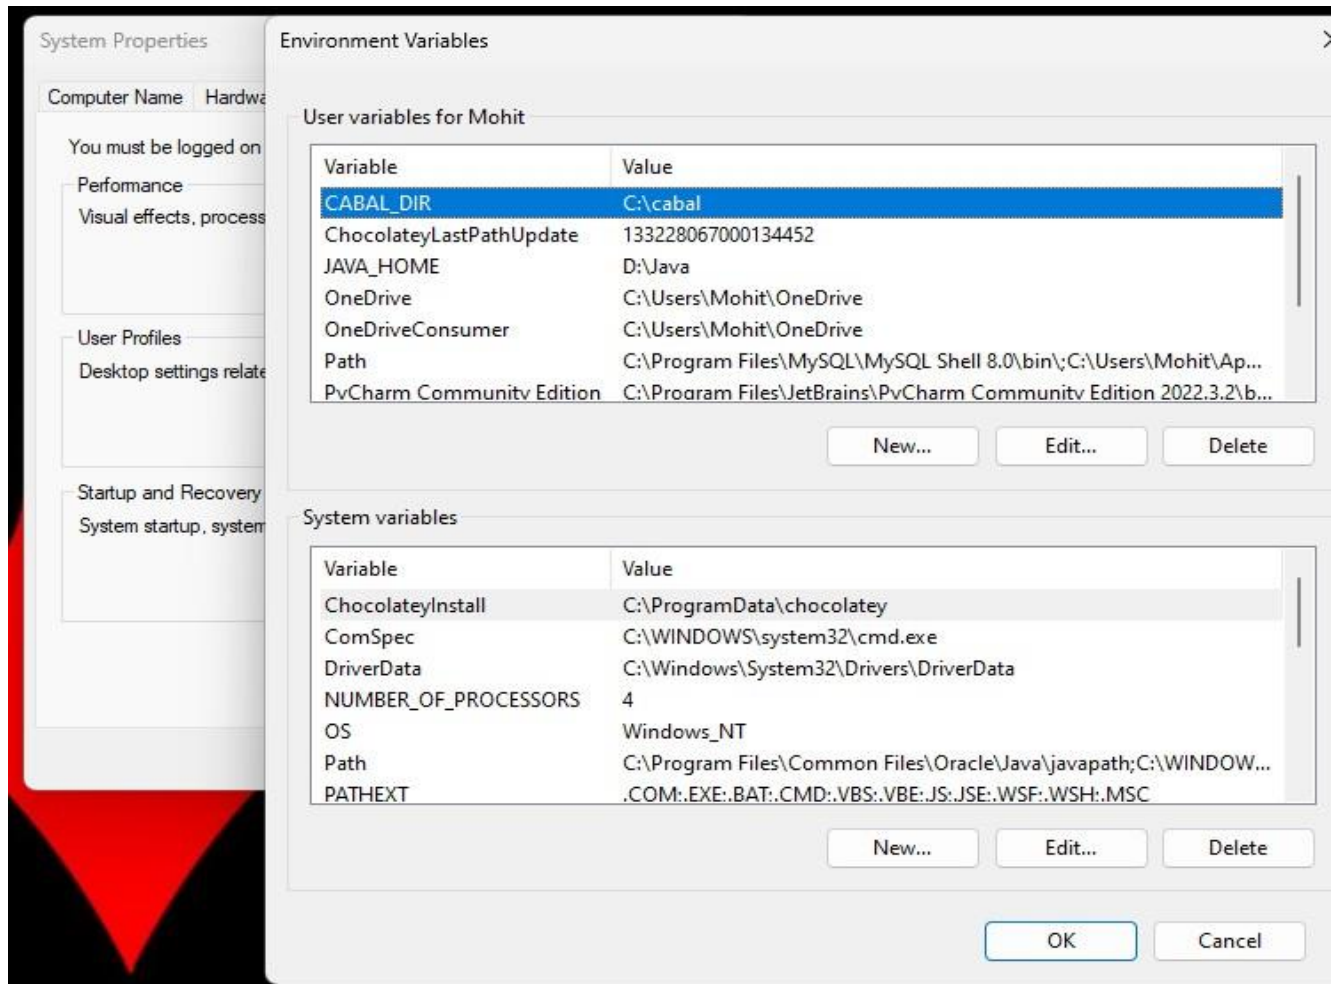 System Properties
Computer Name Hardwa
You must be logged on
Performance
Visual effects, process
User Profiles
Desktop settings relate
Startup and Recovery
System startup, system
Environment Variables
User variables for Mohit
Variable Value
CABAL_DIR C:\cabal
ChocolateyLastPathUpdate 133228067000134452
JAVA_HOME D:\Java
OneDrive C:\Users\Mohit\OneDrive
OneDriveConsumer C:\Users\Mohit\OneDrive
Path C:\Program Files\MySQL\MySQL Shell 8.0\bin\;C:\Users\Mohit\Ap...
PyCharm Community Edition C:\Program Files\JetBrains\PyCharm Community Edition 2022.3.2\b...
New... Edit... Delete
System variables
Variable Value
ChocolateyInstall C:\ProgramData\chocolatey
ComSpec C:\WINDOWS\system32\cmd.exe
DriverData C:\Windows\System32\Drivers\DriverData
NUMBER_OF_PROCESSORS 4
OS Windows_NT
Path C:\Program Files\Common Files\Oracle\Java\javapath;C:\WINDOW...
PATHEXT .COM;.EXE;.BAT;.CMD;.VBS;.VBE;.JS;.JSE;.WSF;.WSH;.MSC
New... Edit... Delete
OK Cancel